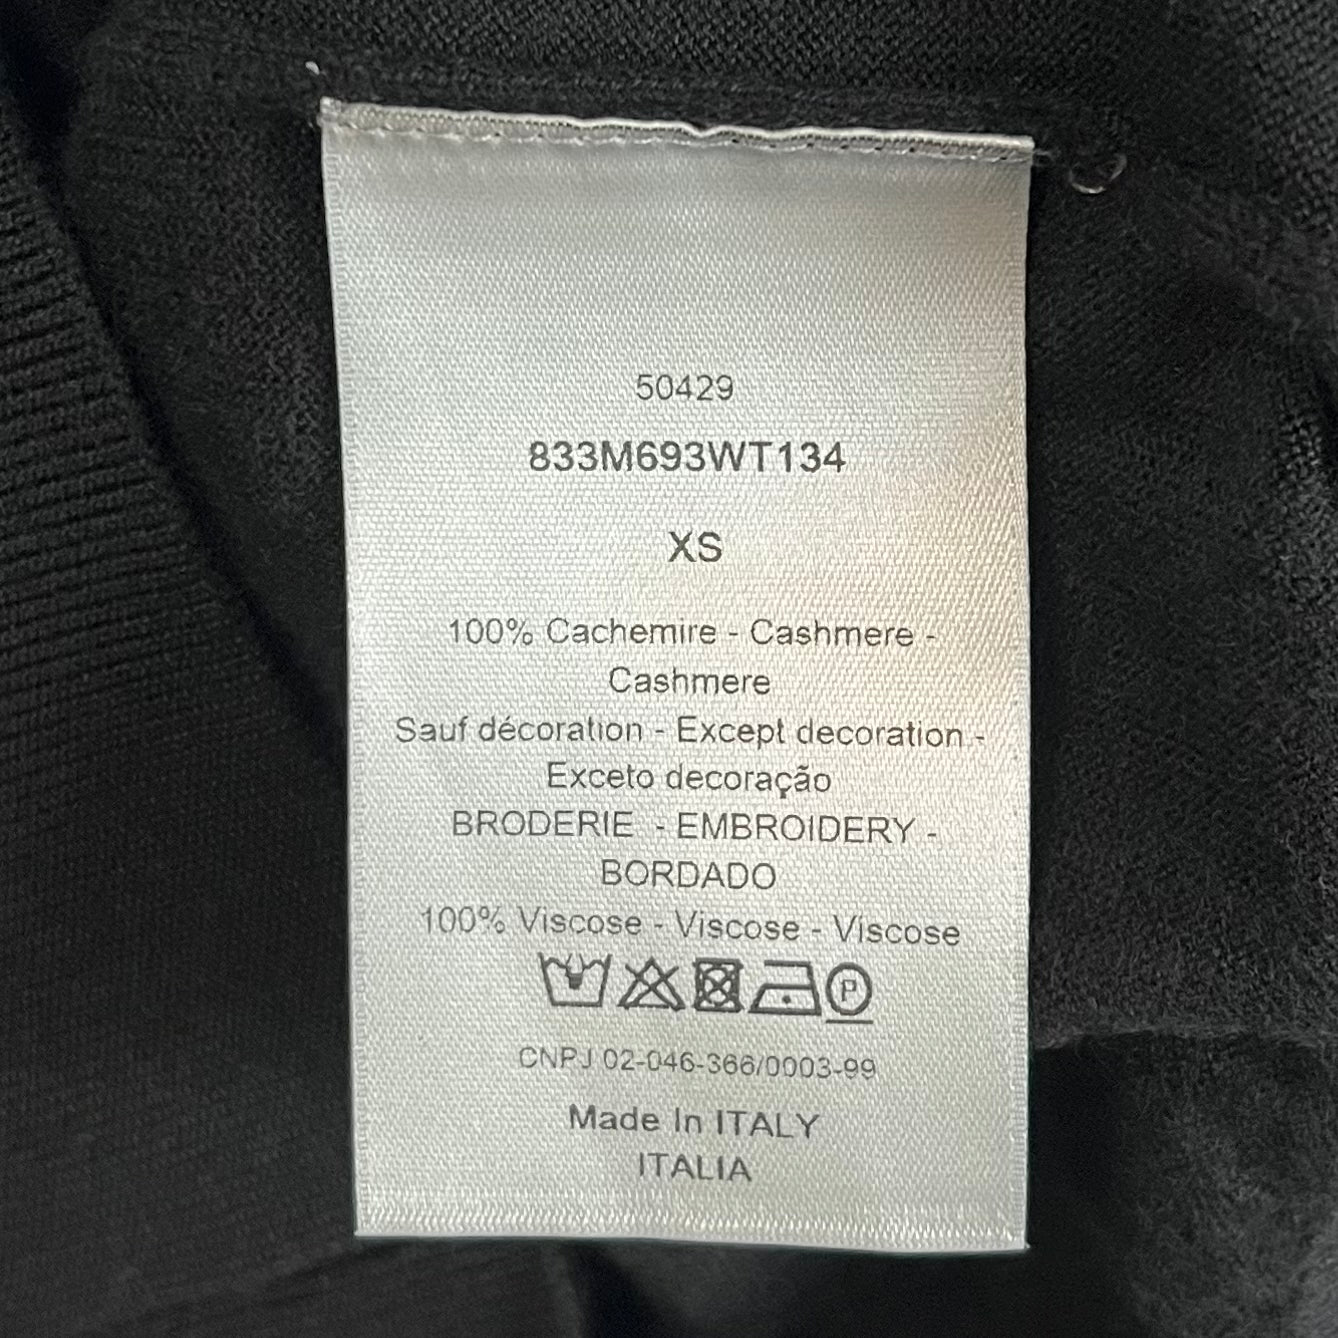 50429
833M693WT134
XS
100% Cachemire - Cashmere -
Cashmere
Sauf décoration - Except decoration -
Exceto decoração
BRODERIE - EMBROIDERY -
BORDADO
100% Viscose - Viscose - Viscose
P
CNPJ 02-046-366/0003-99
Made In ITALY
ITALIA